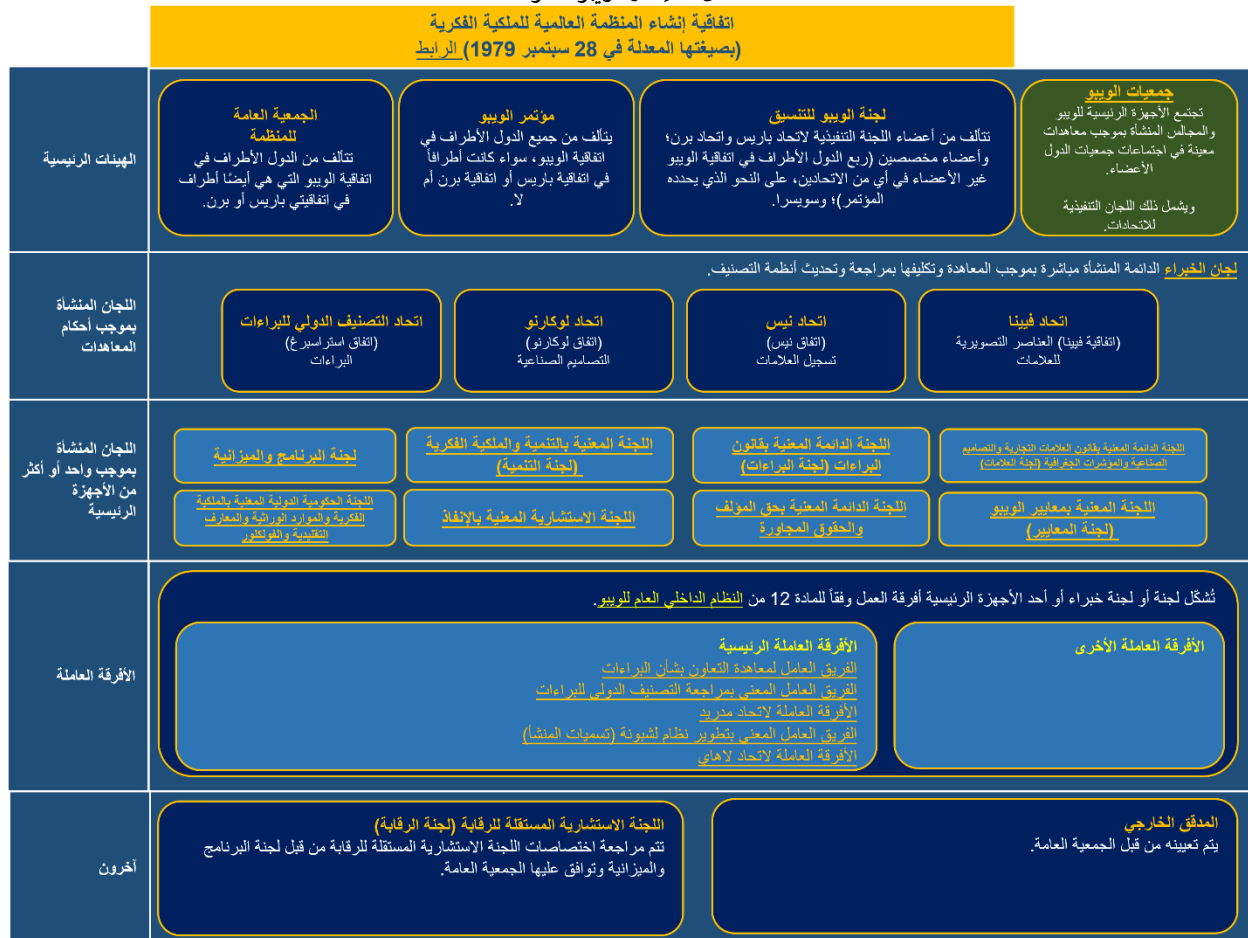 اتفاقية إنشاء المنظمة العالمية للملكية الفكرية
(بصيغتها المعدلة في 28 سبتمبر 1979) الرابط
الهيئات الرئيسية
جمعيات الويبو
تجتمع الأجهزة الرئيسية للويبو
والمجالس المنشأة بموجب معاهدات
معينة في اجتماعات جمعيات الدول
الأعضاء.
ويشمل ذلك اللجان التنفيذية
للاتحادات.
لجنة الويبو للتنسيق
تتألف من أعضاء اللجنة التنفيذية لاتحاد باريس واتحاد برن؛
وأعضاء مخصصين (ربع الدول الأطراف في اتفاقية الويبو
غير الأعضاء في أي من الاتحادين، على النحو الذي يحدده
المؤتمر)؛ وسويسرا.
مؤتمر الويبو
يتألف من جميع الدول الأطراف في
اتفاقية الويبو، سواء كانت أطرافاً
في اتفاقية باريس أو اتفاقية برن أم
لا.
الجمعية العامة
للمنظمة
تتألف من الدول الأطراف في
اتفاقية الويبو التي هي أيضًا أطراف
في اتفاقيتي باريس أو برن.
اللجان المنشأة
بموجب أحكام
المعاهدات
لجان الخبراء الدائمة المنشأة مباشرة بموجب المعاهدة وتكليفها بمراجعة وتحديث أنظمة التصنيف.
اتحاد فيينا
(اتفاقية فيينا) العناصر التصويرية
للعلامات
اتحاد نيس
(اتفاق نيس)
تسجيل العلامات
اتحاد لوكارنو
(اتفاق لوكارنو)
التصاميم الصناعية
اتحاد التصنيف الدولي للبراءات
(اتفاق استراسبرغ)
البراءات
اللجان المنشأة
بموجب واحد أو أكثر
من الأجهزة
الرئيسية
اللجنة الدائمة المعنية بقانون العلامات التجارية والتصاميم
الصناعية والمؤشرات الجغرافية (لجنة العلامات)
اللجنة الدائمة المعنية بقانون
البراءات (لجنة البراءات)
اللجنة المعنية بالتنمية والملكية الفكرية
(لجنة التنمية)
لجنة البرنامج والميزانية
اللجنة المعنية بمعايير الويبو
(لجنة المعايير)
اللجنة الدائمة المعنية بحق المؤلف
والحقوق المجاورة
اللجنة الاستشارية المعنية بالإنفاذ
اللجنة الحكومية الدولية المعنية بالملكية
الفكرية والموارد الوراثية والمعارف
التقليدية والفولكلور
الأفرقة العاملة
تُشكّل لجنة أو لجنة خبراء أو أحد الأجهزة الرئيسية أفرقة العمل وفقاً للمادة 12 من النظام الداخلي العام للويبو.
الأفرقة العاملة الأخرى
الأفرقة العاملة الرئيسية
الفريق العامل لمعاهدة التعاون بشأن البراءات
الفريق العامل المعني بمراجعة التصنيف الدولي للبراءات
الأفرقة العاملة لاتحاد مدريد
الفريق العامل المعني بتطوير نظام لشبونة (تسميات المنشأ)
الأفرقة العاملة لاتحاد لاهاي
آخرون
المدقق الخارجي
يتم تعيينه من قبل الجمعية العامة.
اللجنة الاستشارية المستقلة للرقابة (لجنة الرقابة)
تتم مراجعة اختصاصات اللجنة الاستشارية المستقلة للرقابة من قبل لجنة البرنامج
والميزانية وتوافق عليها الجمعية العامة.